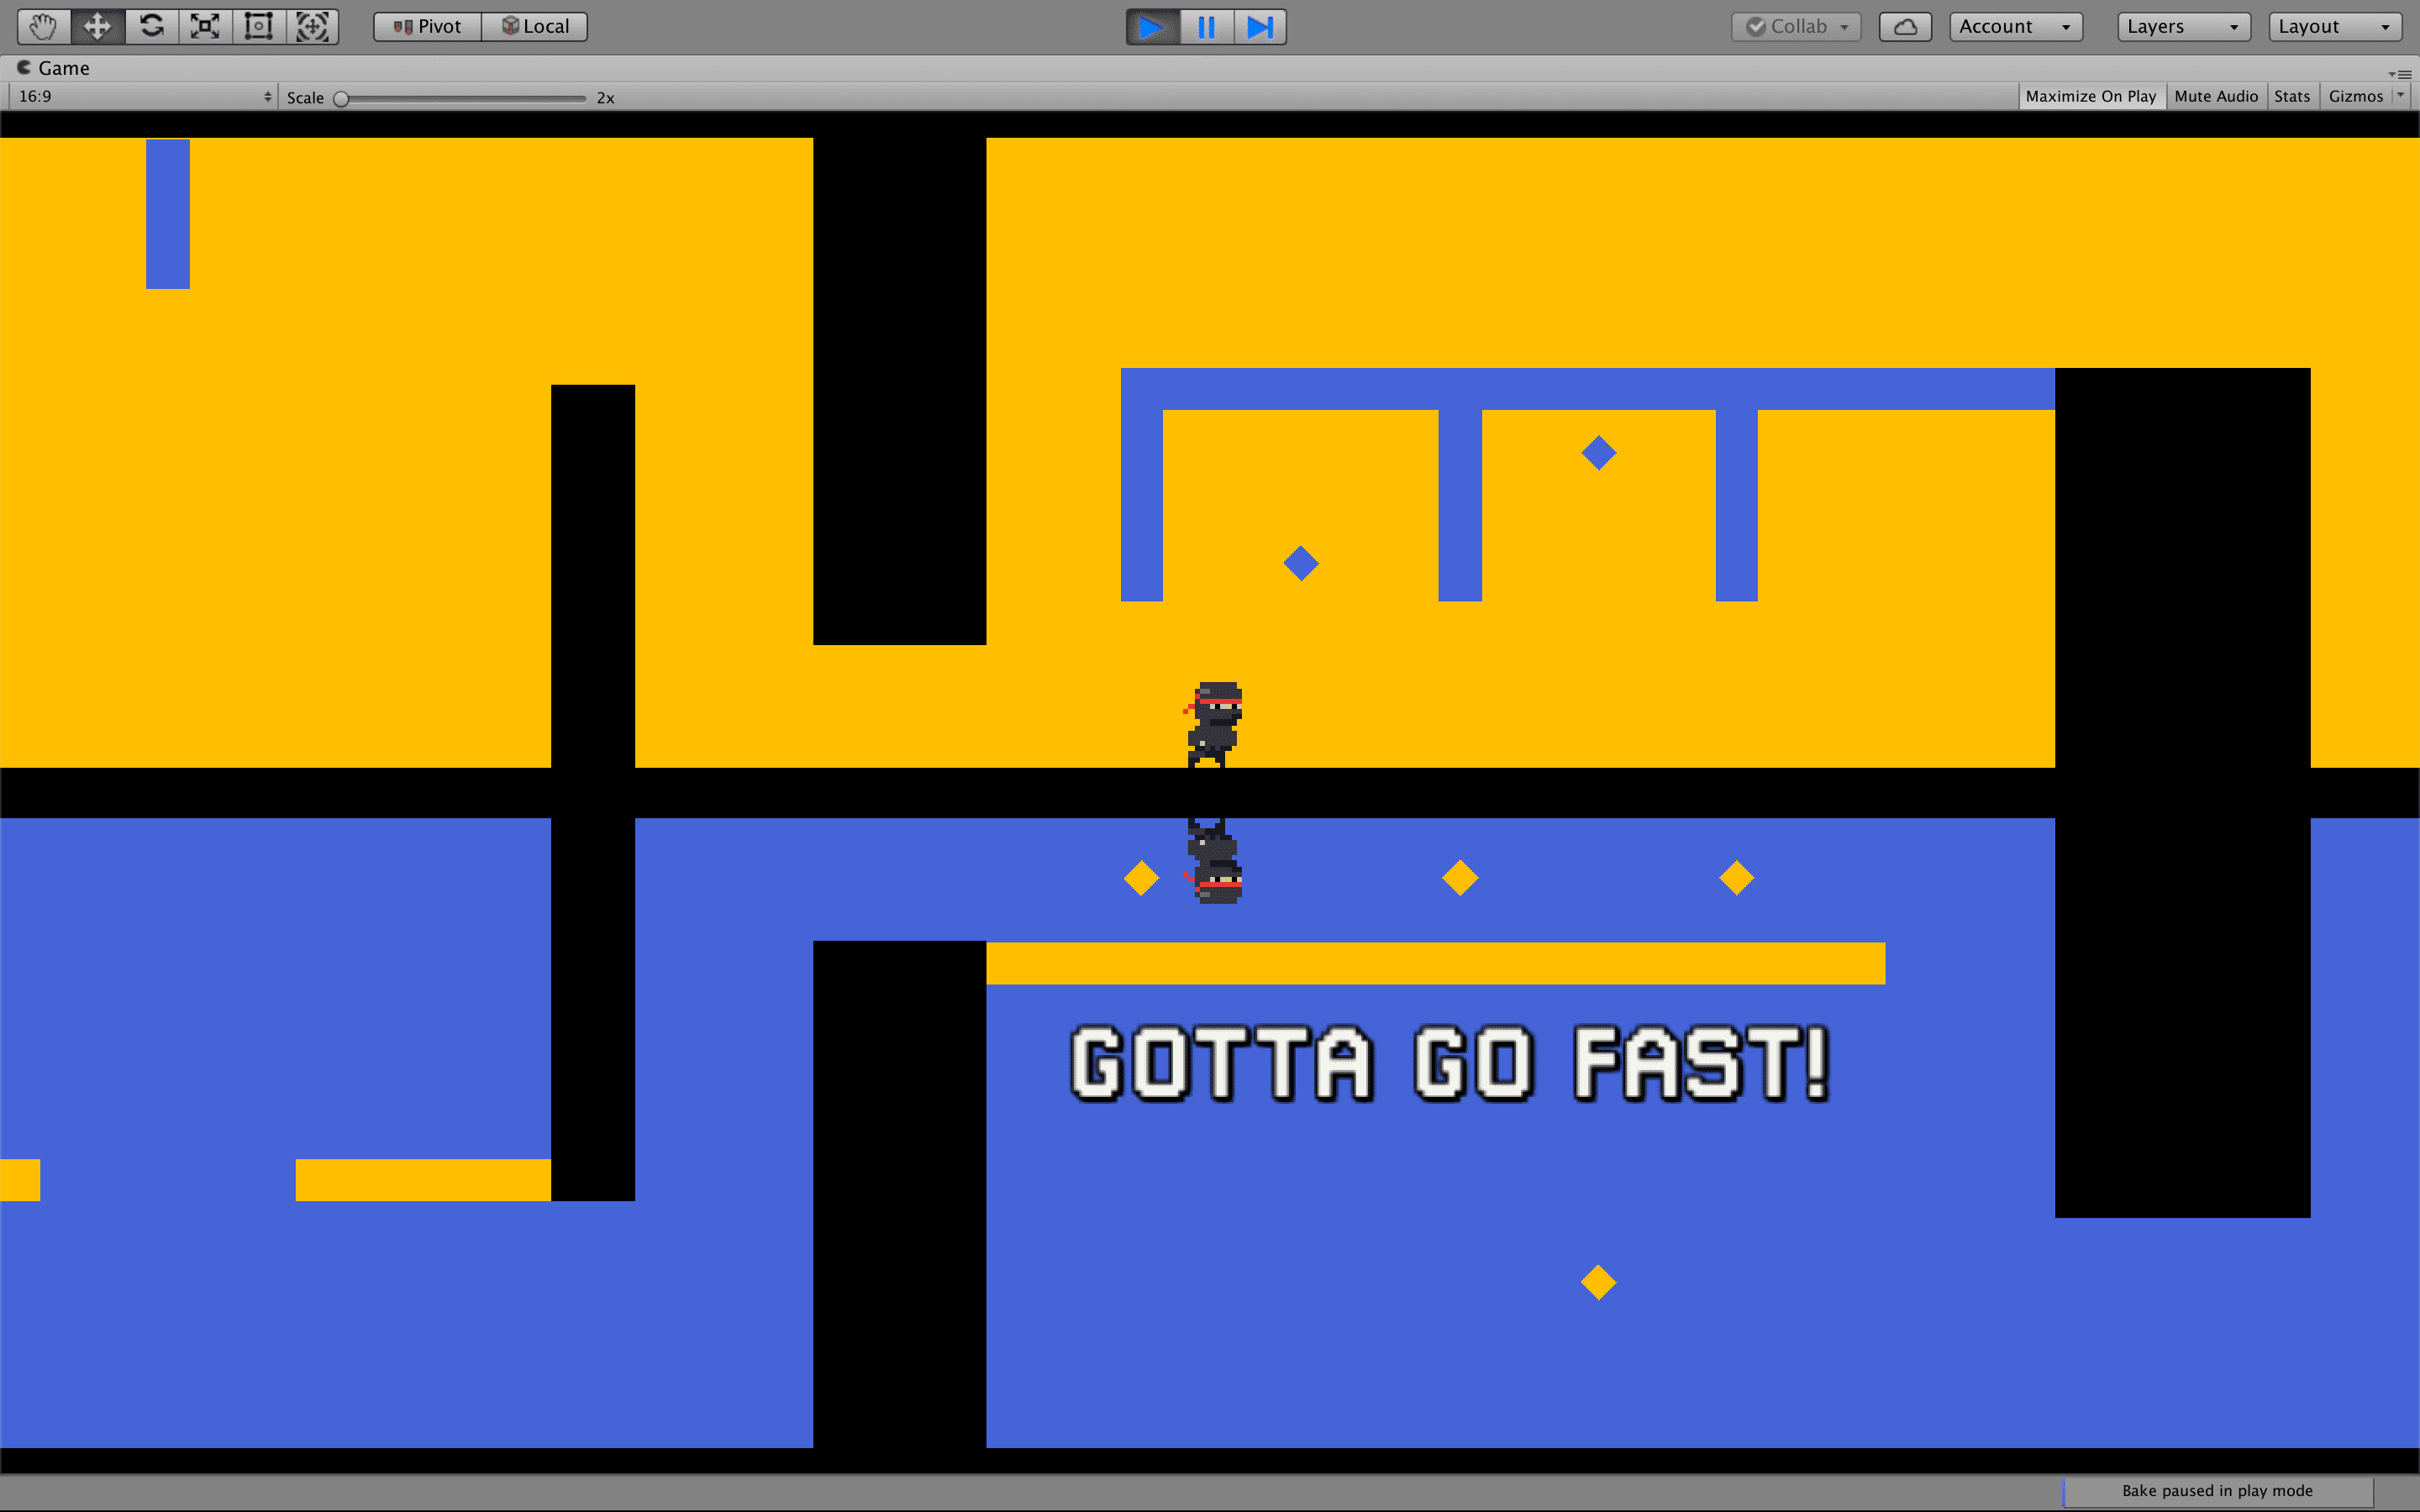 Pivot Local Collab Account Layers Layout
Game
16:9 Scale 2x Maximize On Play Mute Audio Stats Gizmos
GOTTA GO FAST!
Bake paused in play mode